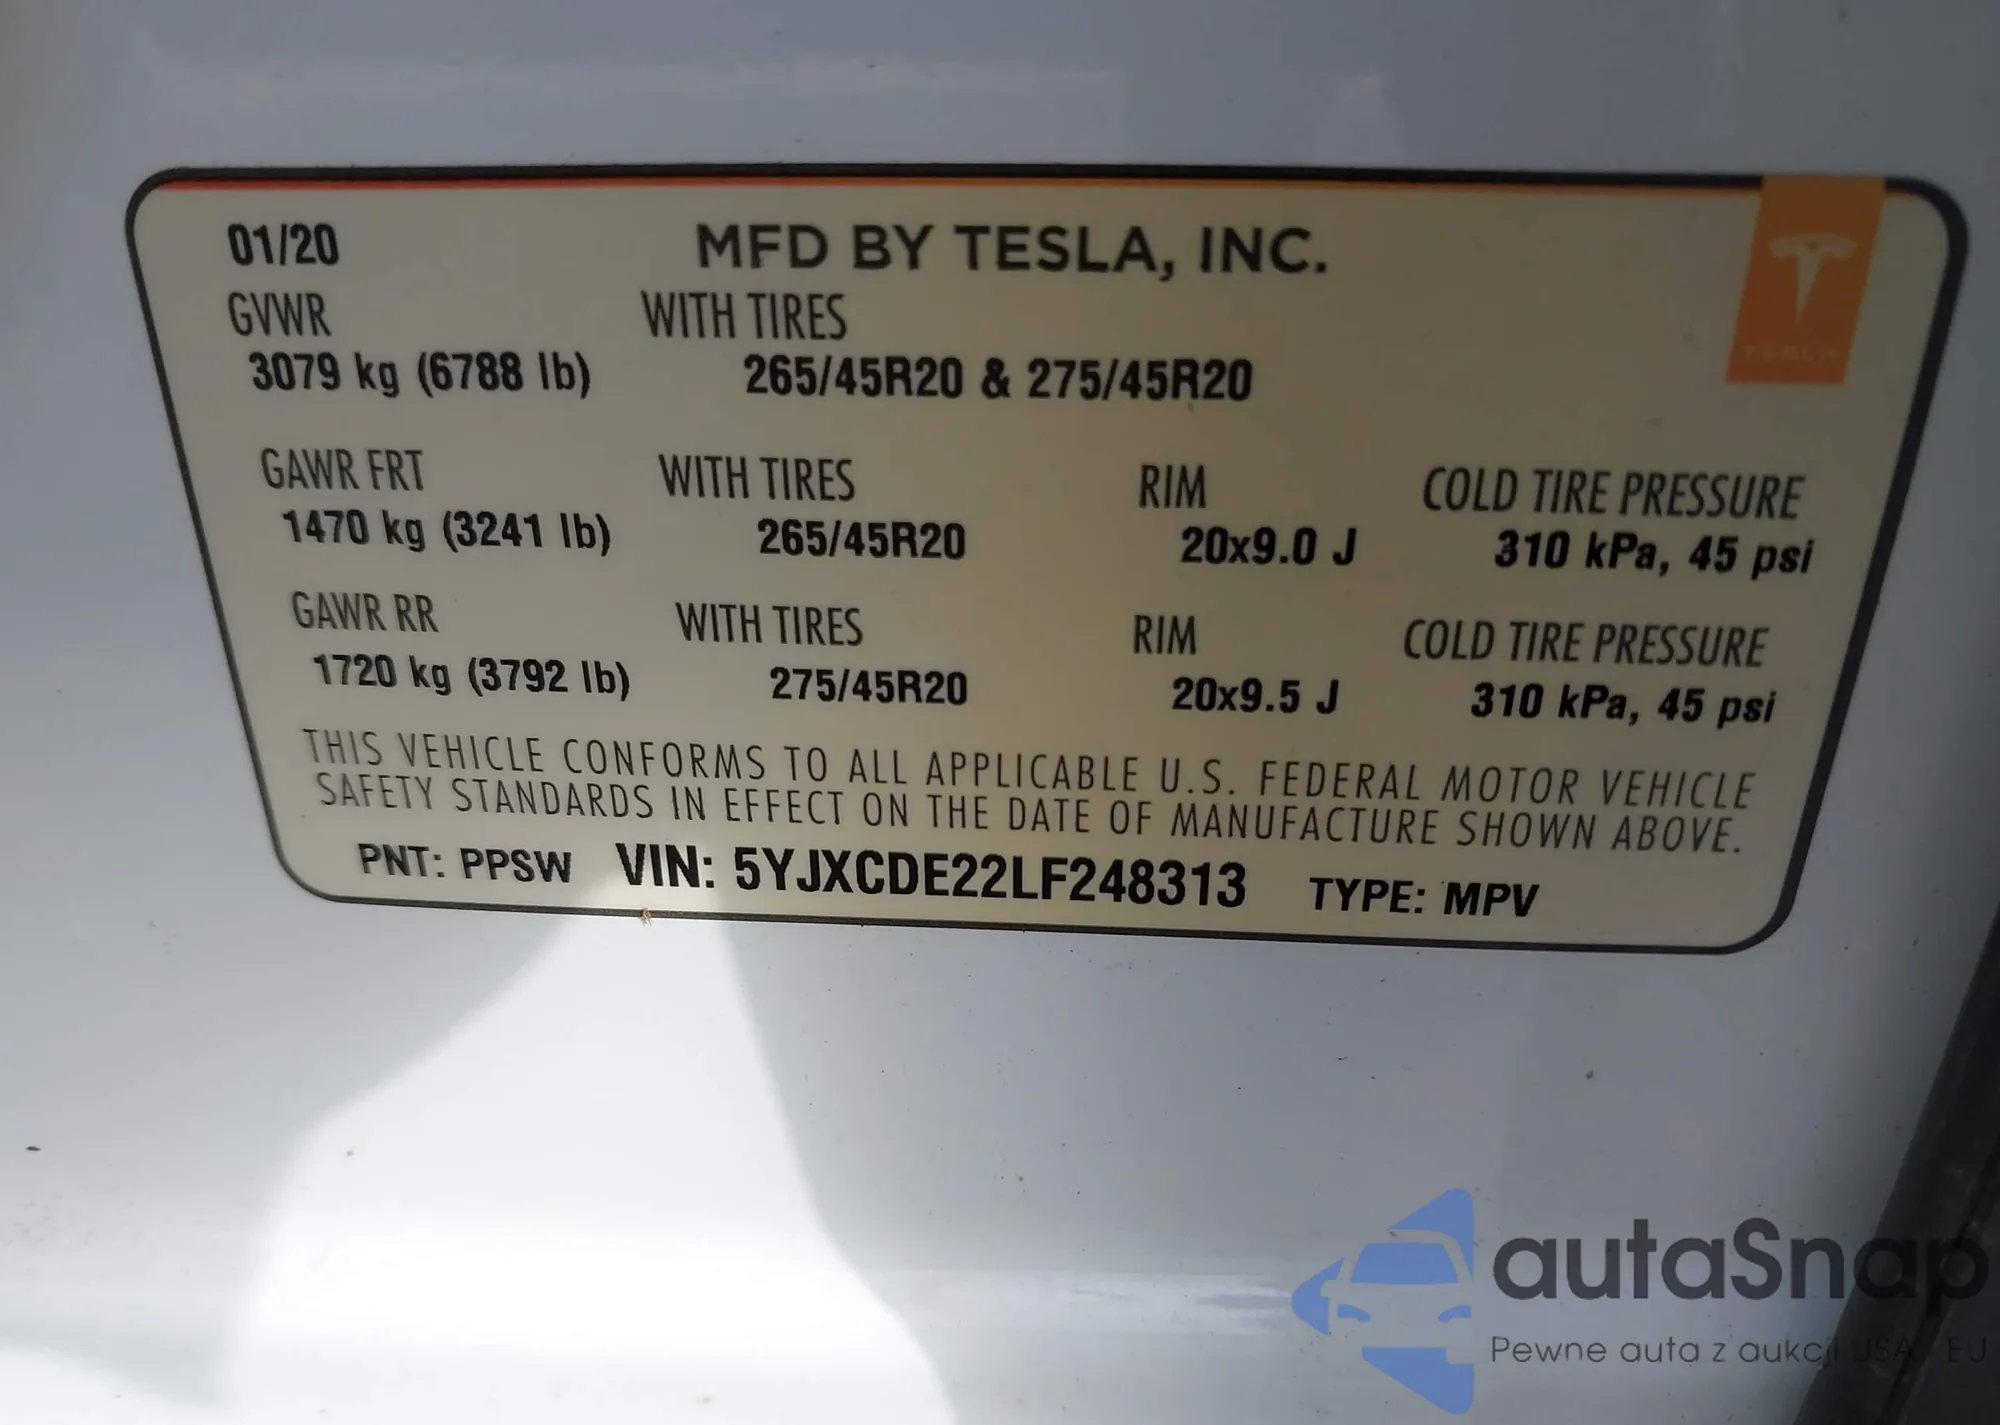 01/20 MFD BY TESLA, INC.
GVWR WITH TIRES
3079 kg (6788 lb) 265/45R20 & 275/45R20
TESLA
GAWR FRT WITH TIRES RIM COLD TIRE PRESSURE
1470 kg (3241 lb) 265/45R20 20x9.0 J 310 kPa, 45 psi
GAWR RR WITH TIRES RIM COLD TIRE PRESSURE
1720 kg (3792 lb) 275/45R20 20x9.5 J 310 kPa, 45 psi
THIS VEHICLE CONFORMS TO ALL APPLICABLE U.S. FEDERAL MOTOR VEHICLE
SAFETY STANDARDS IN EFFECT ON THE DATE OF MANUFACTURE SHOWN ABOVE.
PNT: PPSW VIN: 5YJXCDE22LF248313 TYPE: MPV
autaSnap
Pewne auta z aukcji USA i EU